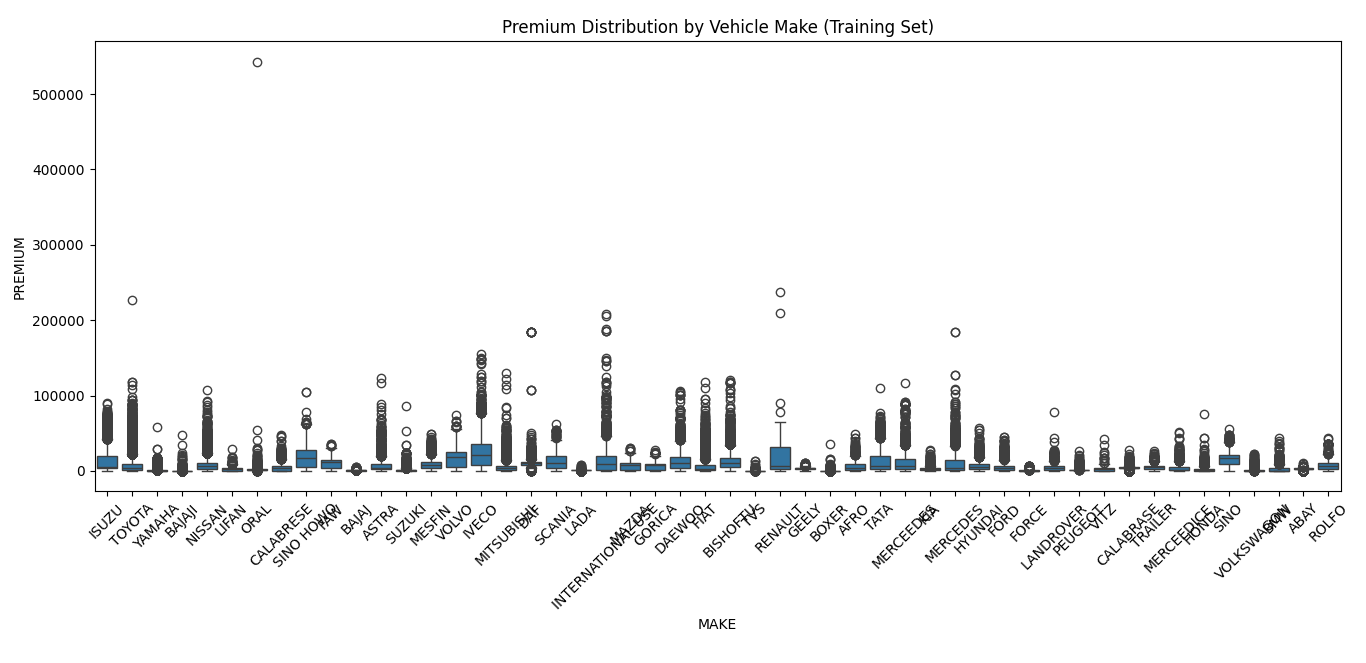 Premium Distribution by Vehicle Make (Training Set)
PREMIUM
500000
400000
300000
200000
100000
0
ISUZU
TOYOTA
YAMAHA
BAJAJI
NISSAN
LIFAN
ORAL
CALABRESE
SINO HOWO
FAW
BAJAJ
ASTRA
SUZUKI
MESFIN
VOLVO
IVECO
MITSUBISHI
DAF
SCANIA
LADA
INTERNATIONAL USE
MAZDA
GORICA
DAEWOO
FIAT
BISHOFTU
TVS
RENAULT
GEELY
BOXER
AFRO
TATA
MERCEEDES
KIA
MERCEDES
HYUNDAI
FORD
FORCE
LANDROVER
PEUGEOT
VITZ
CALABRASE
TRAILER
MERCEEDICE
HONDA
SINO
VOLKSWAGON
ABAY
ROLFO
MAKE